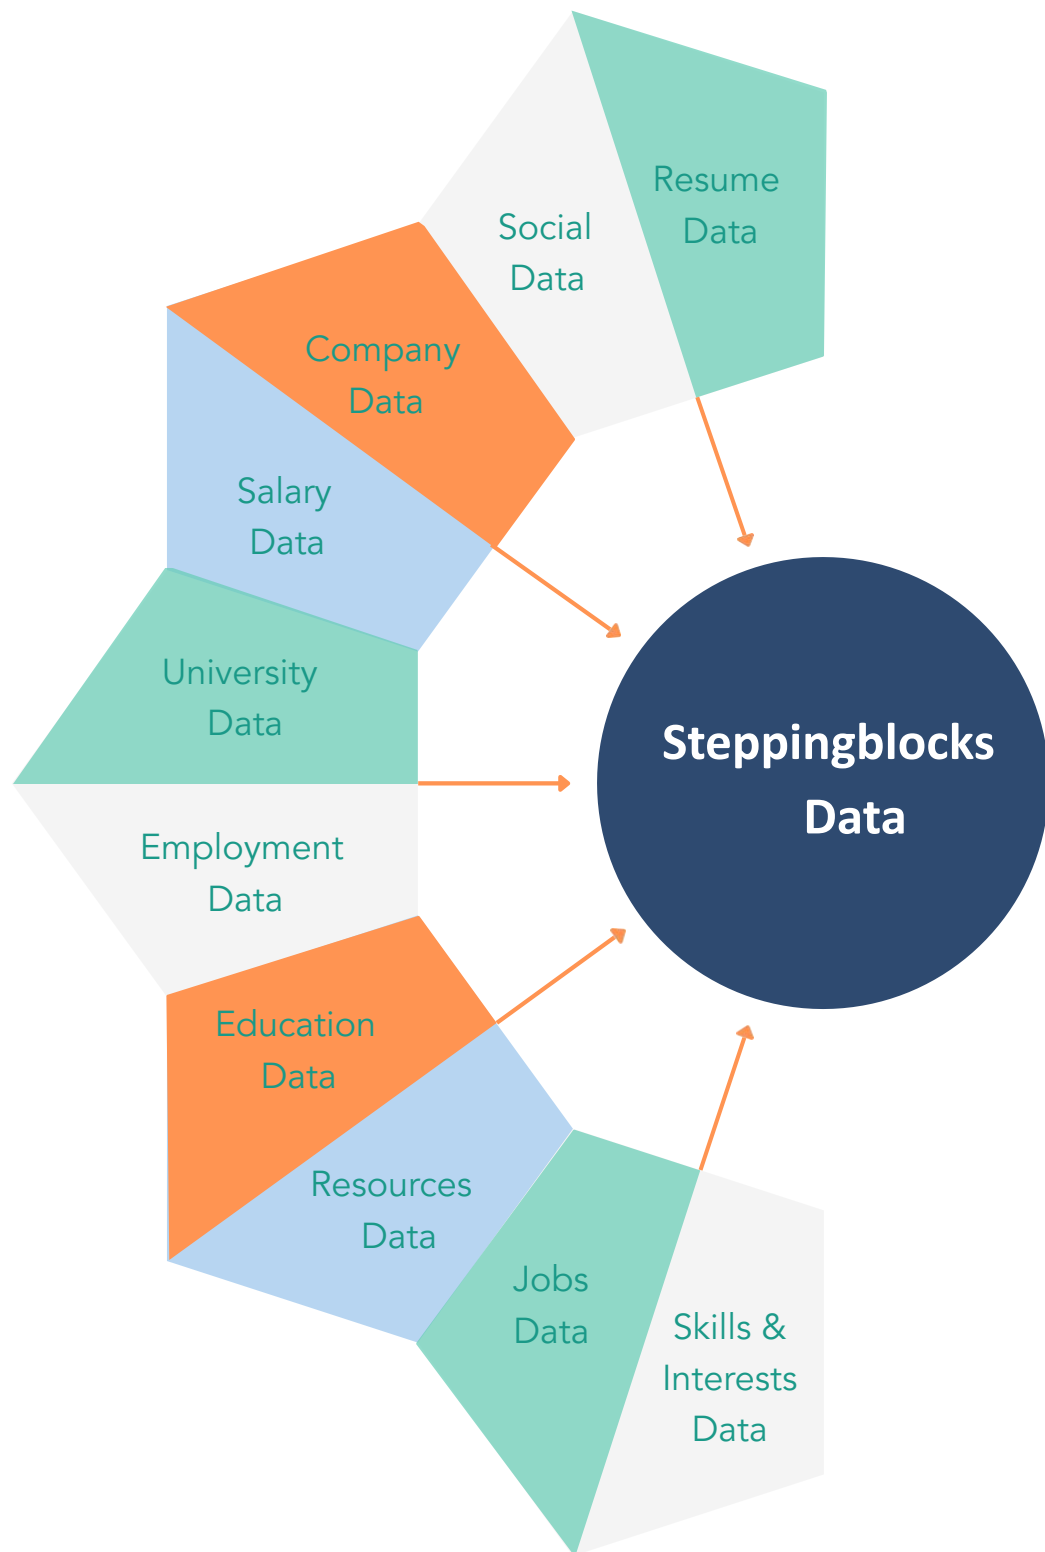 Resume
Data
Social
Data
Company
Data
Salary
Data
University
Data
Steppingblocks
Data
Employment
Data
Education
Data
Resources
Data
Jobs
Data
Skills &
Interests
Data